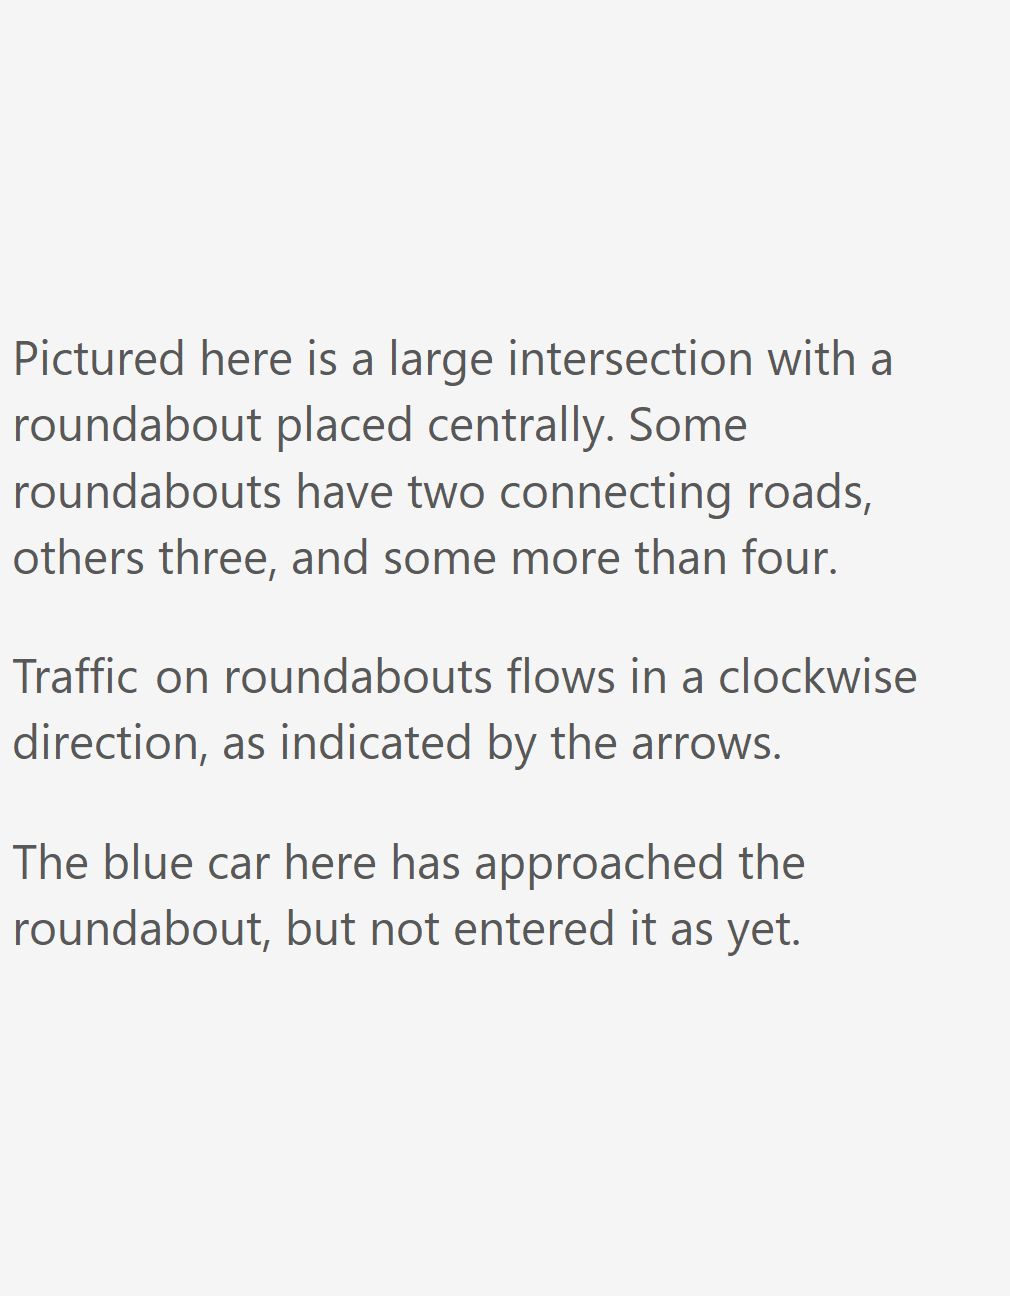 Pictured here is a large intersection with a
roundabout placed centrally. Some
roundabouts have two connecting roads,
others three, and some more than four.
Traffic on roundabouts flows in a clockwise
direction, as indicated by the arrows.
The blue car here has approached the
roundabout, but not entered it as yet.